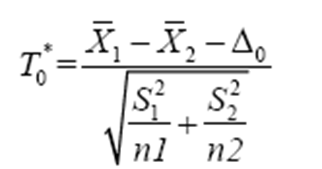 T₀* = (X̅₁ − X̅₂ − Δ₀) / √(S₁²/n1 + S₂²/n2)